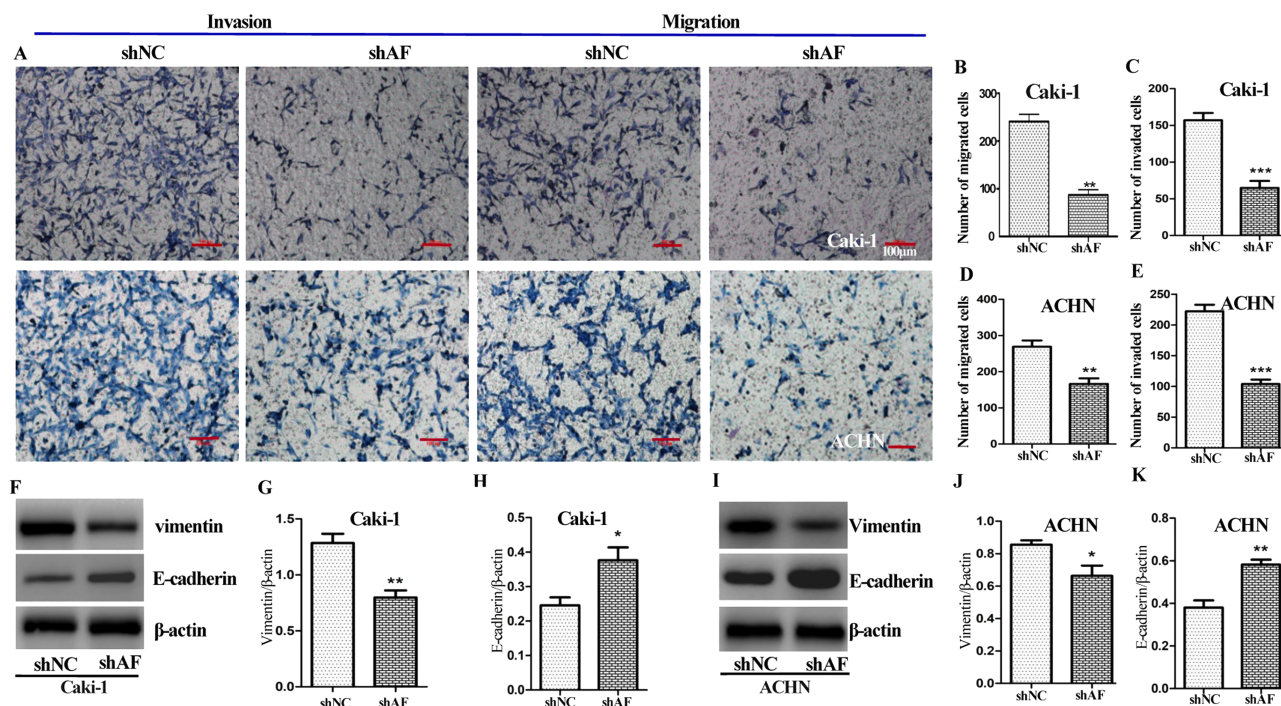 Invasion Migration
A shNC shAF shNC shAF
Caki-1
100μm
ACHN
B
Caki-1
Number of migrated cells
300
200
100
0
shNC shAF
**
C
Caki-1
Number of invaded cells
200
150
100
50
0
shNC shAF
***
D
ACHN
Number of migrated cells
400
300
200
100
0
shNC shAF
**
E
ACHN
Number of invaded cells
250
200
150
100
50
0
shNC shAF
***
F
vimentin
E-cadherin
β-actin
shNC shAF
Caki-1
G
Caki-1
Vimentin/β-actin
1.5
1.0
0.5
0.0
shNC shAF
**
H
Caki-1
E-cadherin/β-actin
0.5
0.4
0.3
0.2
0.1
0.0
shNC shAF
*
I
Vimentin
E-cadherin
β-actin
shNC shAF
ACHN
J
ACHN
Vimentin/β-actin
1.0
0.8
0.6
0.4
0.2
0.0
shNC shAF
*
K
ACHN
E-cadherin/β-actin
0.8
0.6
0.4
0.2
0.0
shNC shAF
**